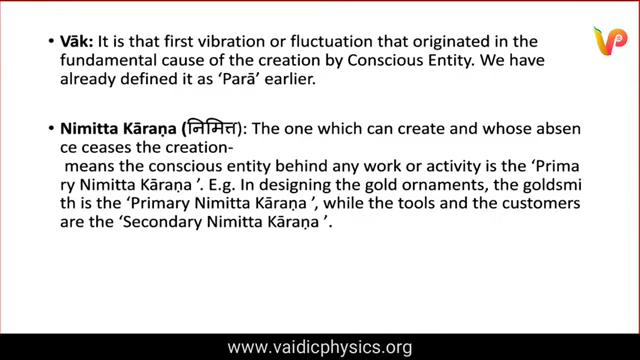 • Vāk: It is that first vibration or fluctuation that originated in the
fundamental cause of the creation by Conscious Entity. We have
already defined it as ‘Parā’ earlier.
• Nimitta Kāraṇa (निमित्त): The one which can create and whose absen
ce ceases the creation-
means the conscious entity behind any work or activity is the ‘Prima
ry Nimitta Kāraṇa ’. E.g. In designing the gold ornaments, the goldsmi
th is the ‘Primary Nimitta Kāraṇa ’, while the tools and the customers
are the ‘Secondary Nimitta Kāraṇa ’.
www.vaidicphysics.org